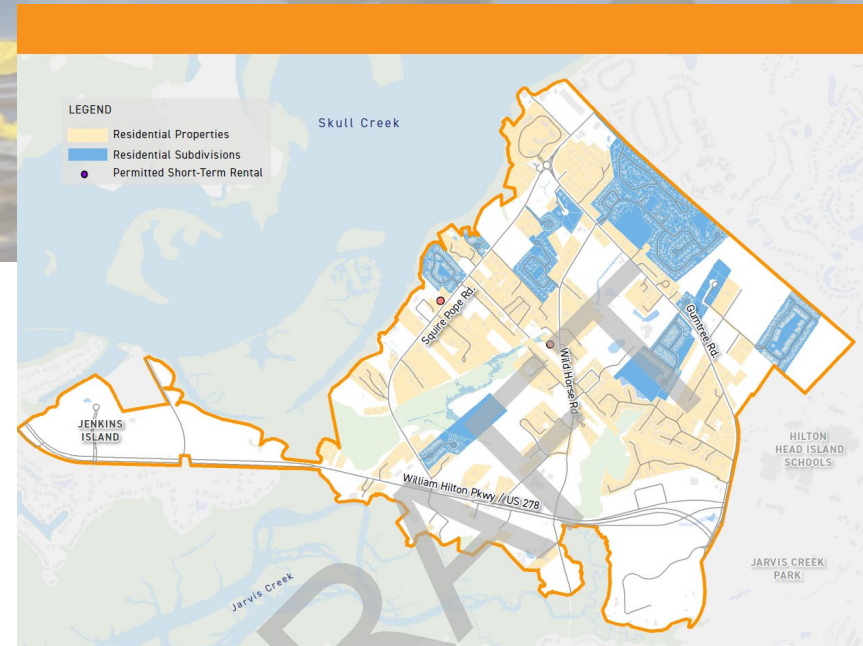 LEGEND
Residential Properties
Residential Subdivisions
Permitted Short-Term Rental
Skull Creek
Squire Pope Rd.
Gumtree Rd.
Wild Horse Rd.
JENKINS
ISLAND
HILTON
HEAD ISLAND
SCHOOLS
William Hilton Pkwy / US 278
JARVIS CREEK
PARK
Jarvis Creek